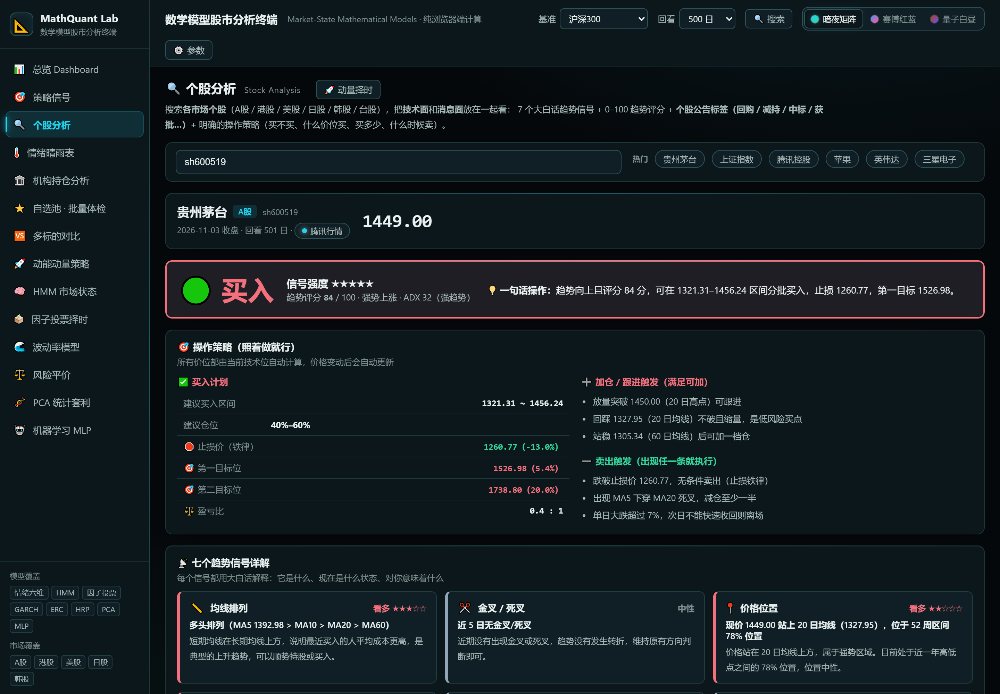 MathQuant Lab
数学模型股市分析终端
总览 Dashboard
策略信号
个股分析
情绪晴雨表
机构持仓分析
自选池 · 批量体检
多标的对比
动能动量策略
HMM 市场状态
因子投票择时
波动率模型
风险平价
PCA 统计套利
机器学习 MLP
模型覆盖
HMM
因子投票
GARCH
ERC
HRP
PCA
MLP
市场覆盖
A股
港股
美股
日股
韩股
数学模型股市分析终端 Market-State Mathematical Models · 纯浏览器端计算
基准 沪深300 回看 500 日 搜索 暗夜矩阵 赛博红蓝 量子白昼
参数
个股分析 Stock Analysis 动量择时
搜索各市场个股（A股 / 港股 / 美股 / 日股 / 韩股 / 台股），把技术面和消息面放在一起看： 7 个大白话趋势信号 + 0–100 趋势评分 + 个股公告标签（回购 / 减持 / 中标 / 获
批…）+ 明确的操作策略（买不买、什么价位买、买多少、什么时候卖）。
sh600519 热门 贵州茅台 上证指数 腾讯控股 苹果 英伟达 三星电子
贵州茅台 A股 sh600519
2026-11-03 收盘 · 回看 501 日 · 腾讯行情
1449.00
买入
信号强度 ★★★★★
趋势评分 84 / 100 · 强势上涨 · ADX 32（强趋势）
一句话操作：趋势向上日评分 84 分，可在 1321.31–1456.24 区间分批买入，止损 1260.77，第一目标 1526.98。
操作策略（照着做就行）
所有价位都由当前技术位自动计算，价格变动后会自动更新
买入计划
建议买入区间 1321.31 ~ 1456.24
建议仓位 40%–60%
止损价（铁律） 1260.77 (-13.0%)
第一目标位 1526.98 (5.4%)
第二目标位 1738.80 (20.0%)
盈亏比 0.4 : 1
加仓 / 跟进触发（满足可加）
• 放量突破 1450.00（20 日高点）可跟进
• 回踩 1327.95（20 日均线）不破且缩量，是低风险买点
• 站稳 1305.34（60 日均线）后可加一档仓
卖出触发（出现任一条就执行）
• 跌破止损价 1260.77，无条件卖出（止损铁律）
• 出现 MA5 下穿 MA20 死叉，减仓至少一半
• 单日大跌超过 7%，次日不能快速收回则离场
七个趋势信号详解
每个信号都用大白话解释：它是什么、现在是什么状态、对你意味着什么
均线排列 看多 ★★★☆☆
多头排列（MA5 1392.98 > MA10 > MA20 > MA60）
短期均线在长期均线上方，说明最近买入的人平均成本更高，是
典型的上升趋势，可以顺势持股或买入。
金叉 / 死叉 中性
近 5 日无金叉/死叉
近期没有出现金叉或死叉，趋势没有发生转折，维持原有方向判
断即可。
价格位置 看多 ★★☆☆☆
现价 1449.00 站上 20 日均线（1327.95），位于 52 周区间
78% 位置
价格站在 20 日均线上方，属于强势区域。目前处于近一年高低
点之间的 78% 位置，位置中性。